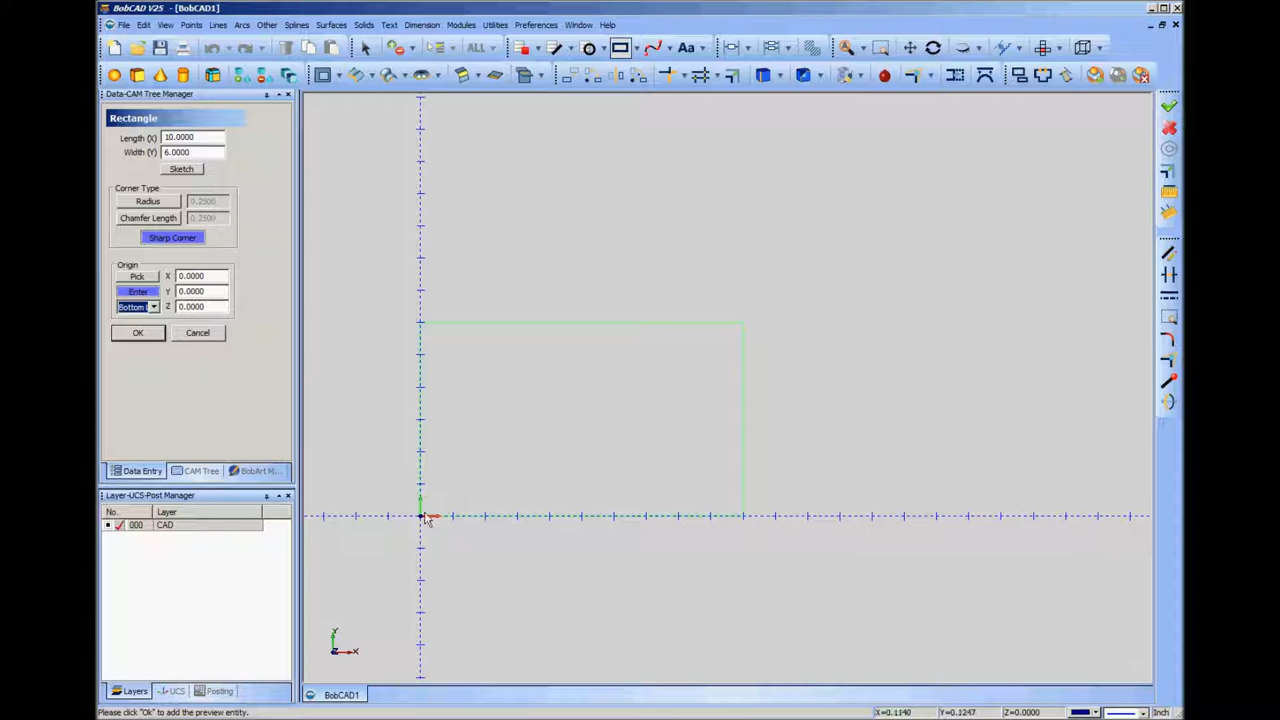 BobCAD V25 - [BobCAD1]
File Edit View Points Lines Arcs Other Splines Surfaces Solids Text Dimension Modules Utilities Preferences Window Help
ALL Aa
Data-CAM Tree Manager
Rectangle
Length (X) 10.0000
Width (Y) 6.0000
Sketch
Corner Type
Radius 0.2500
Chamfer Length 0.2500
Sharp Corner
Origin
Pick X 0.0000
Enter Y 0.0000
Bottom Z 0.0000
OK Cancel
Data Entry CAM Tree BobArt M...
Layer-UCS-Post Manager
No. Layer
000 CAD
Y
Z X
Layers UCS Posting
BobCAD1
Please click "Ok" to add the preview entity.
X=0.1140 Y=0.1247 Z=0.0000 Inch